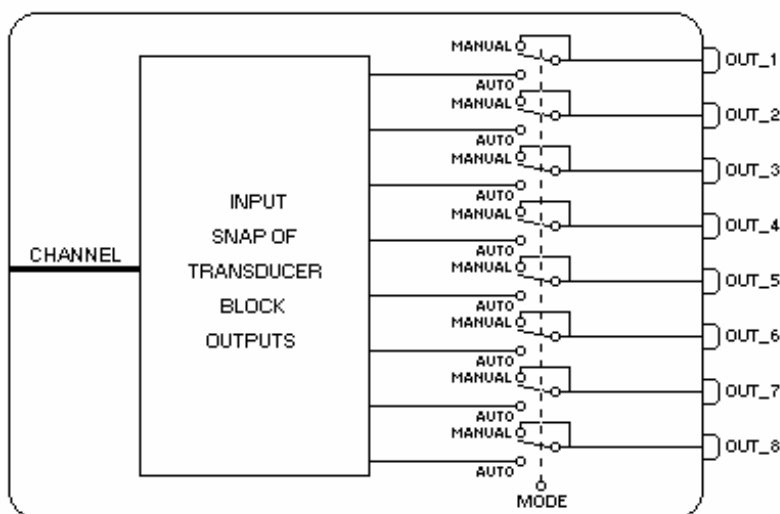 MANUAL
OUT_1
AUTO
MANUAL
OUT_2
AUTO
MANUAL
OUT_3
AUTO
MANUAL
OUT_4
AUTO
MANUAL
OUT_5
AUTO
MANUAL
OUT_6
AUTO
MANUAL
OUT_7
AUTO
MANUAL
OUT_8
AUTO
CHANNEL
INPUT
SNAP OF
TRANSDUCER
BLOCK
OUTPUTS
MODE